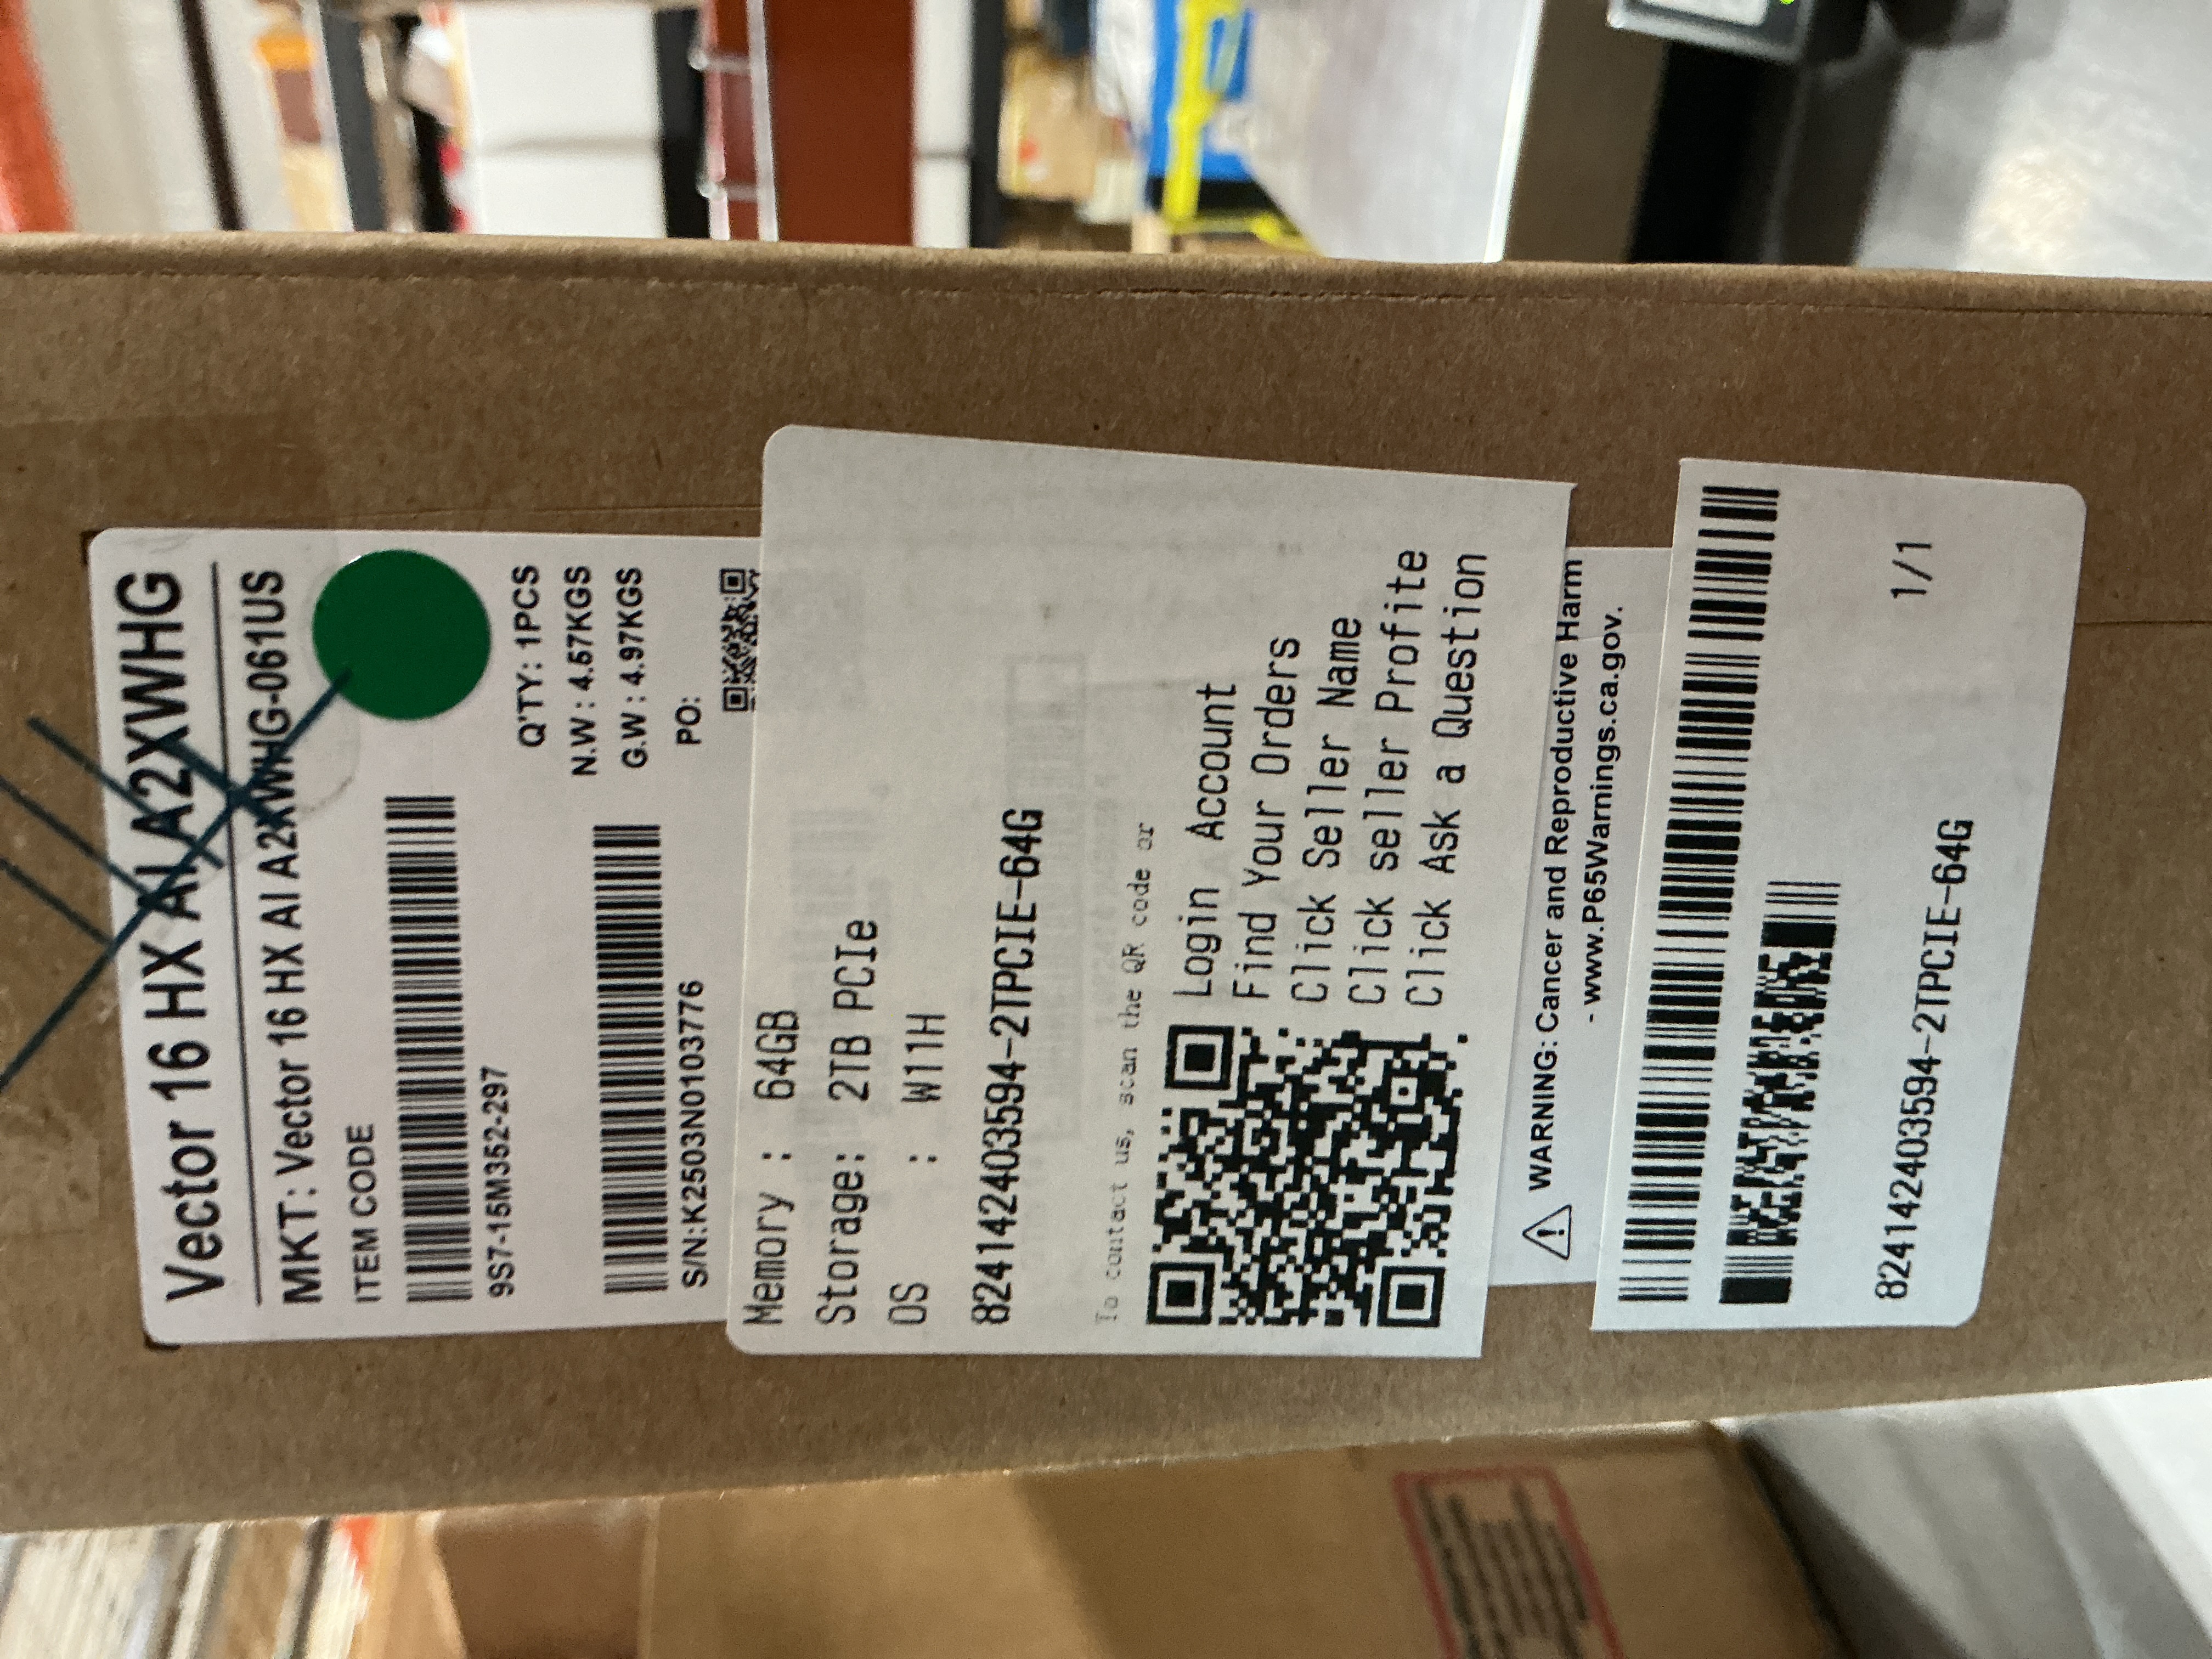 Vector 16 HX AI A2XWHG
MKT: Vector 16 HX AI A2XWHG-061US
ITEM CODE
9S7-15M352-297
Q'TY: 1PCS
N.W: 4.57KGS
G.W: 4.97KGS
S/N:K2503N0103776
PO:
Memory : 64GB
Storage: 2TB PCIe
OS : W11H
824142403594-2TPCIE-64G
To contact us, scan the QR code or
Login Account
Find Your Orders
Click Seller Name
Click seller Profite
Click Ask a Question
WARNING: Cancer and Reproductive Harm
- www.P65Warnings.ca.gov.
824142403594-2TPCIE-64G
1/1